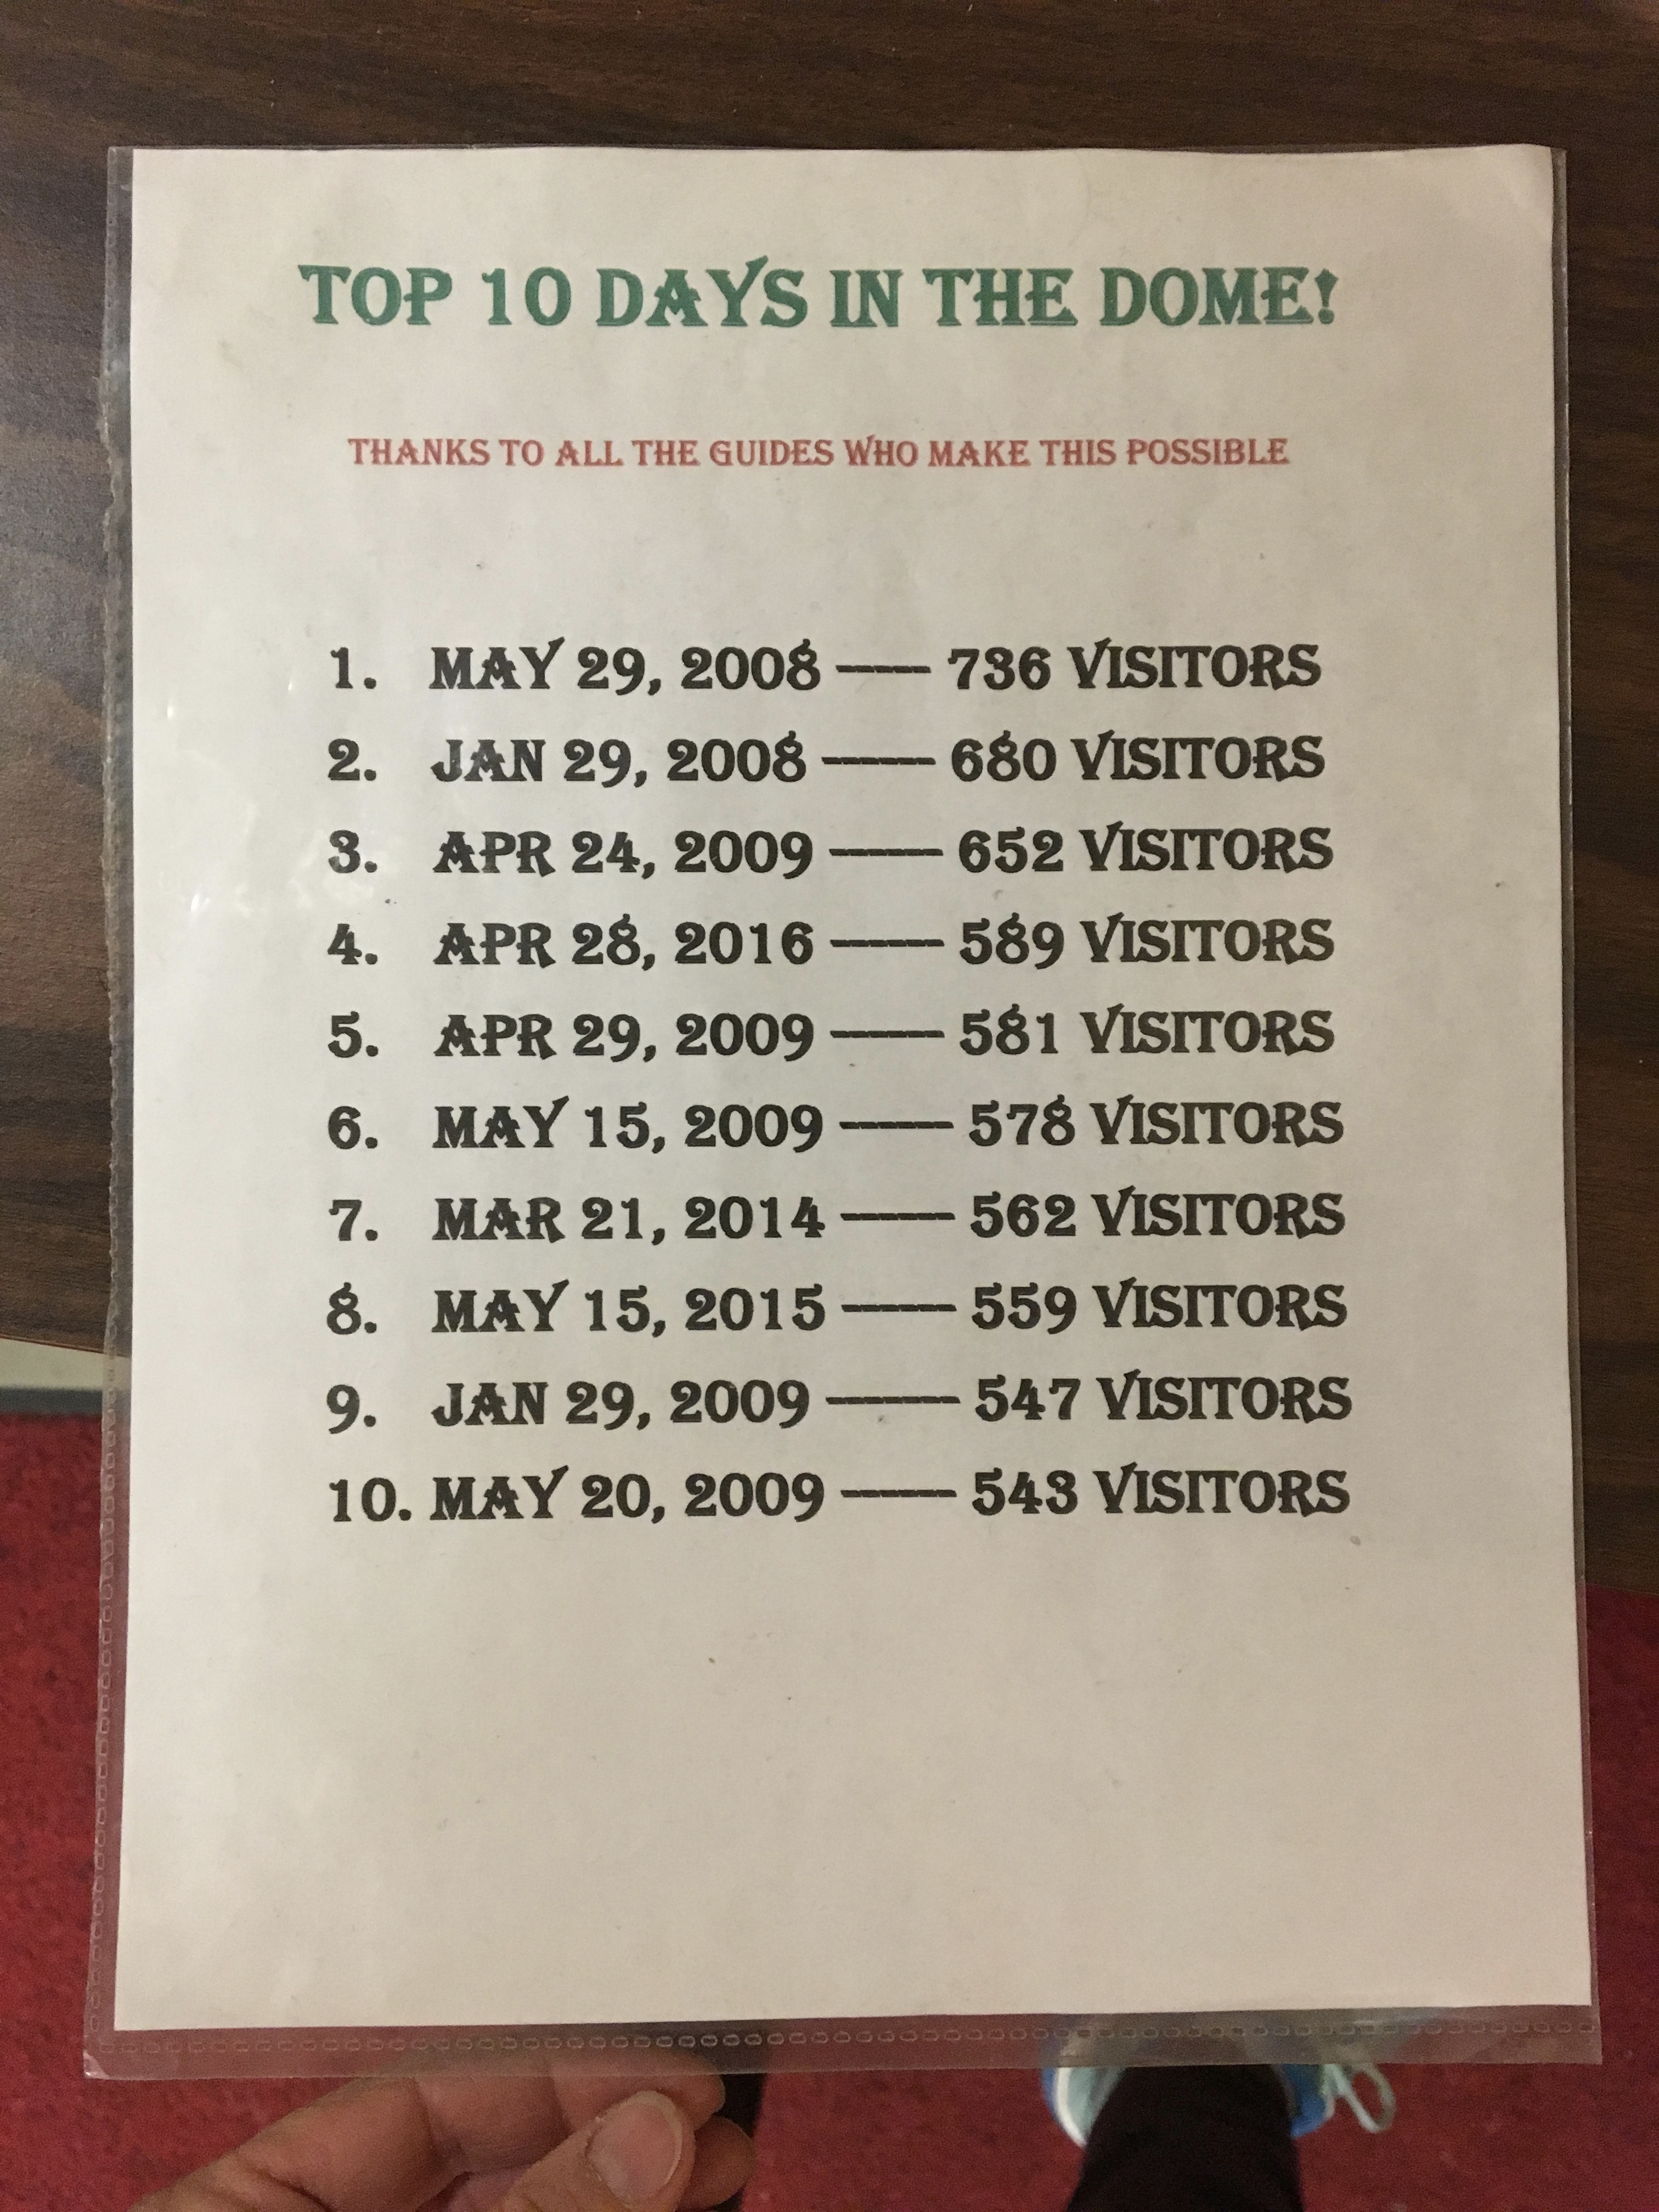 TOP 10 DAYS IN THE DOME!
THANKS TO ALL THE GUIDES WHO MAKE THIS POSSIBLE
1. MAY 29, 2008 —— 736 VISITORS
2. JAN 29, 2008 —— 680 VISITORS
3. APR 24, 2009 —— 652 VISITORS
4. APR 28, 2016 —— 589 VISITORS
5. APR 29, 2009 —— 581 VISITORS
6. MAY 15, 2009 —— 578 VISITORS
7. MAR 21, 2014 —— 562 VISITORS
8. MAY 15, 2015 —— 559 VISITORS
9. JAN 29, 2009 —— 547 VISITORS
10. MAY 20, 2009 —— 543 VISITORS